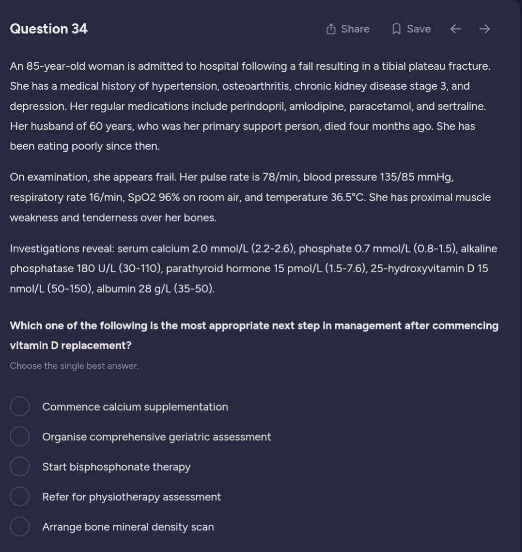 Question 34
Share
Save
An 85-year-old woman is admitted to hospital following a fall resulting in a tibial plateau fracture.
She has a medical history of hypertension, osteoarthritis, chronic kidney disease stage 3, and
depression. Her regular medications include perindopril, amlodipine, paracetamol, and sertraline.
Her husband of 60 years, who was her primary support person, died four months ago. She has
been eating poorly since then.
On examination, she appears frail. Her pulse rate is 78/min, blood pressure 135/85 mmHg,
respiratory rate 16/min, SpO2 96% on room air, and temperature 36.5°C. She has proximal muscle
weakness and tenderness over her bones.
Investigations reveal: serum calcium 2.0 mmol/L (2.2-2.6), phosphate 0.7 mmol/L (0.8-1.5), alkaline
phosphatase 180 U/L (30-110), parathyroid hormone 15 pmol/L (1.5-7.6), 25-hydroxyvitamin D 15
nmol/L (50-150), albumin 28 g/L (35-50).
Which one of the following is the most appropriate next step in management after commencing
vitamin D replacement?
Choose the single best answer.
Commence calcium supplementation
Organise comprehensive geriatric assessment
Start bisphosphonate therapy
Refer for physiotherapy assessment
Arrange bone mineral density scan